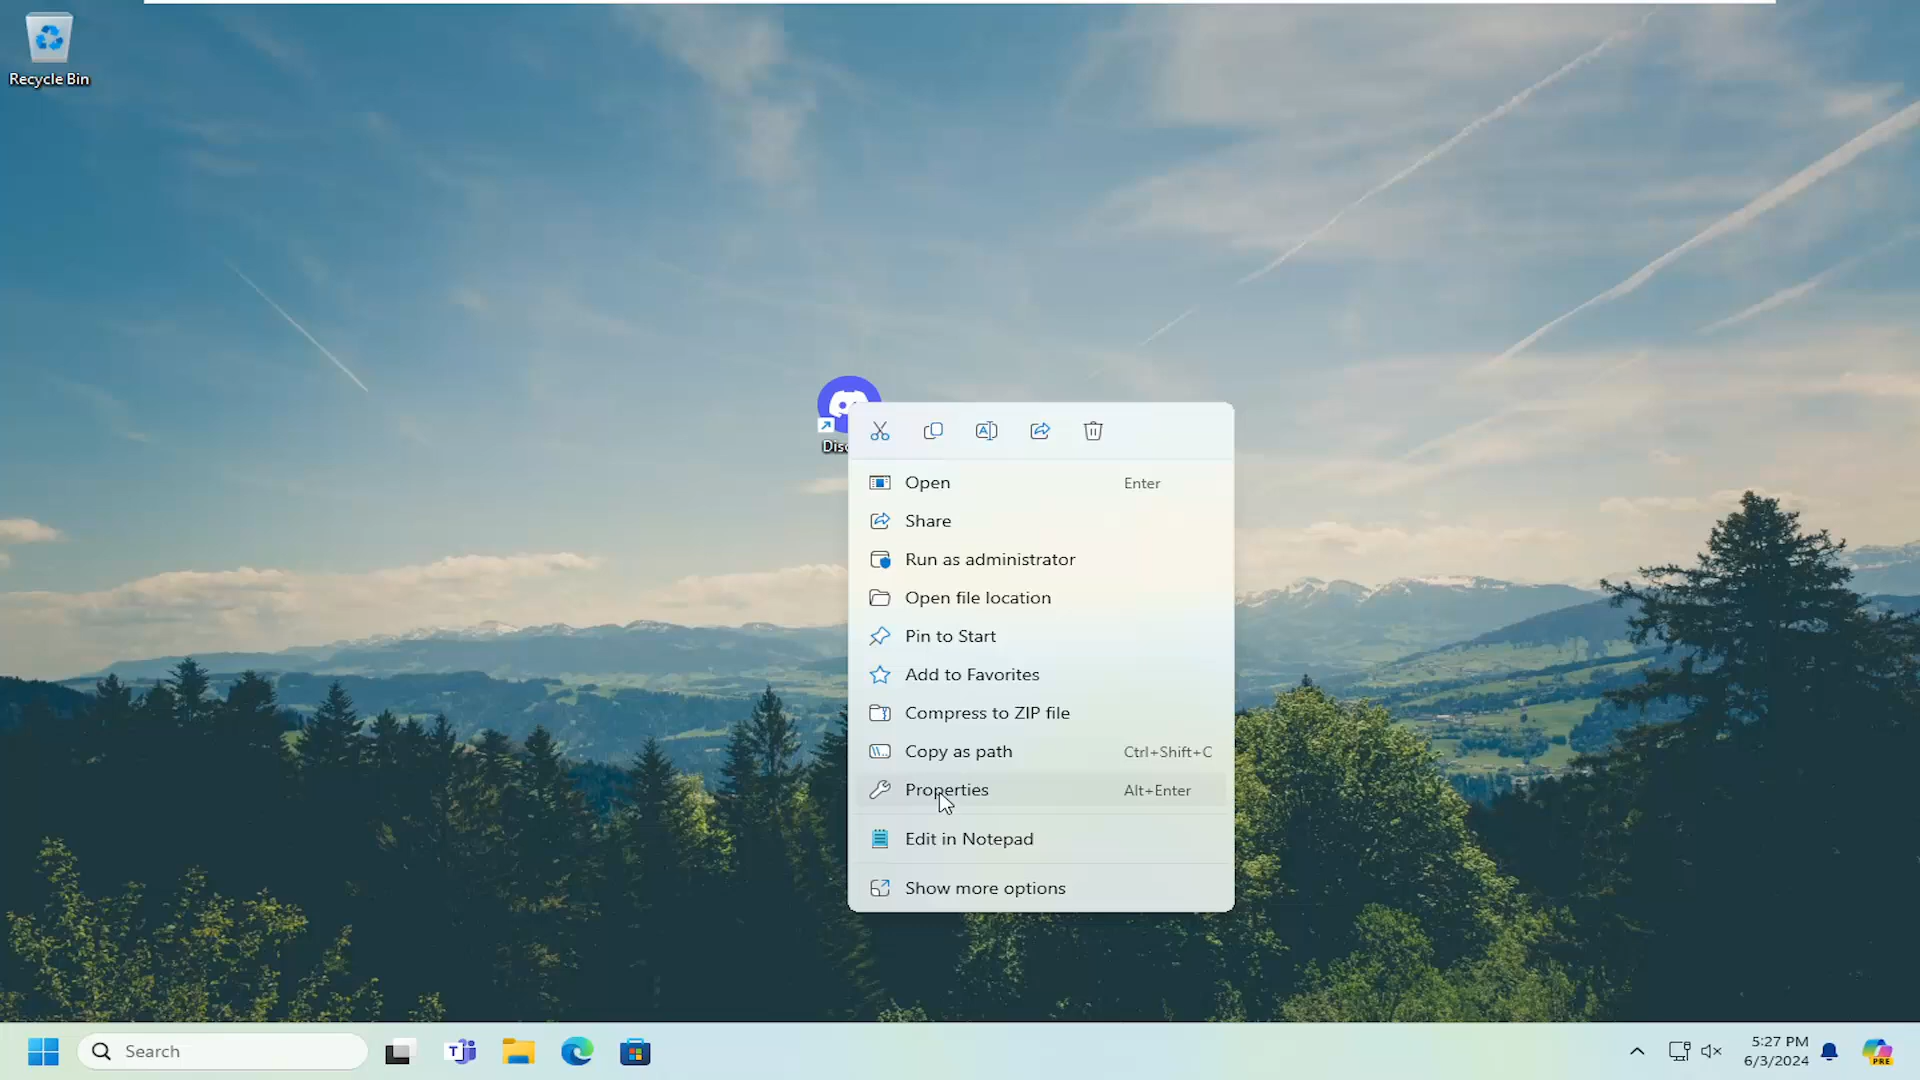 Recycle Bin
Disc
Open Enter
Share
Run as administrator
Open file location
Pin to Start
Add to Favorites
Compress to ZIP file
Copy as path Ctrl+Shift+C
Properties Alt+Enter
Edit in Notepad
Show more options
Search
5:27 PM
6/3/2024
PRE